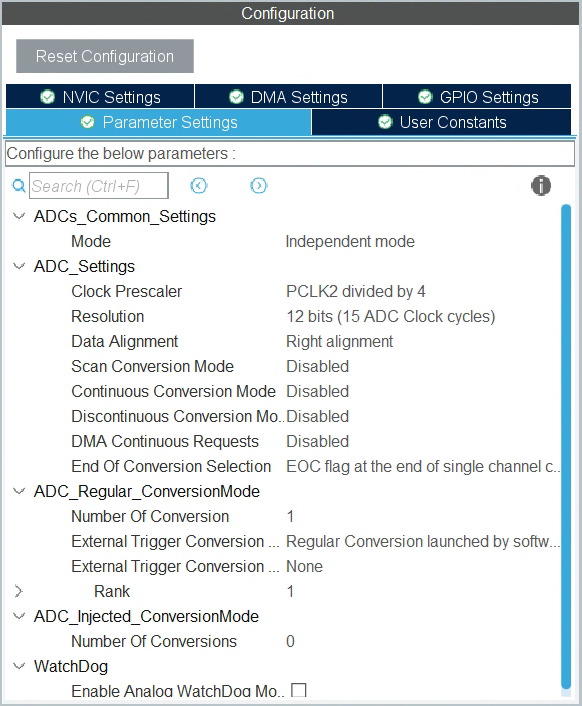 Configuration
Reset Configuration
NVIC Settings DMA Settings GPIO Settings
Parameter Settings User Constants
Configure the below parameters :
Search (Ctrl+F)
ADCs_Common_Settings
Mode Independent mode
ADC_Settings
Clock Prescaler PCLK2 divided by 4
Resolution 12 bits (15 ADC Clock cycles)
Data Alignment Right alignment
Scan Conversion Mode Disabled
Continuous Conversion Mode Disabled
Discontinuous Conversion Mo.. Disabled
DMA Continuous Requests Disabled
End Of Conversion Selection EOC flag at the end of single channel c...
ADC_Regular_ConversionMode
Number Of Conversion 1
External Trigger Conversion ... Regular Conversion launched by softw...
External Trigger Conversion ... None
Rank 1
ADC_Injected_ConversionMode
Number Of Conversions 0
WatchDog
Enable Analog WatchDog Mo..